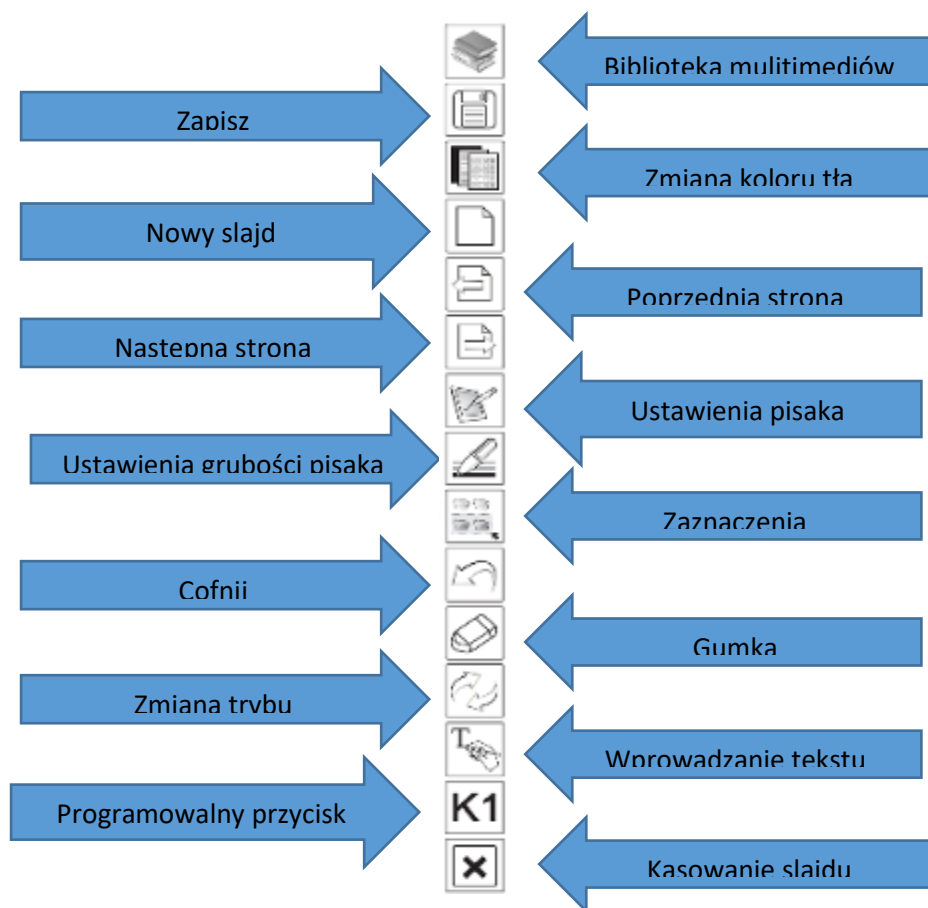 Biblioteka mulitimediów
Zapisz
Zmiana koloru tła
Nowy slajd
Poprzednia strona
Następna strona
Ustawienia pisaka
Ustawienia grubości pisaka
Zaznaczenia
Cofnij
Gumka
Zmiana trybu
T
Wprowadzanie tekstu
Programowalny przycisk
K1
Kasowanie slajdu